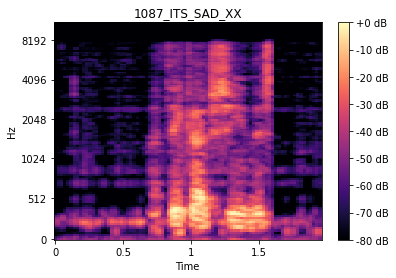 1087_ITS_SAD_XX
8192
4096
2048
1024
512
0
Hz
0
0.5
1
1.5
Time
+0 dB
-10 dB
-20 dB
-30 dB
-40 dB
-50 dB
-60 dB
-70 dB
-80 dB